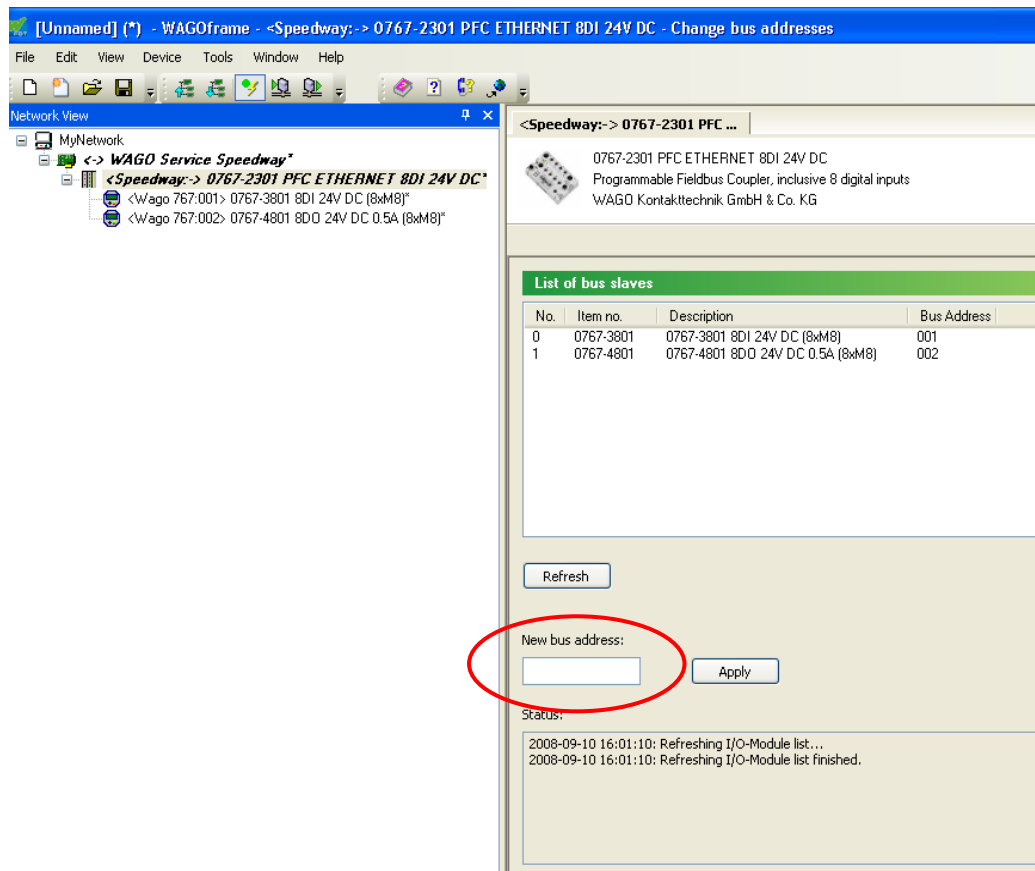 [Unnamed] (*) - WAGOframe - <Speedway:-> 0767-2301 PFC ETHERNET 8DI 24V DC - Change bus addresses
File Edit View Device Tools Window Help
Network View
MyNetwork
<-> WAGO Service Speedway*
<Speedway:-> 0767-2301 PFC ETHERNET 8DI 24V DC*
<Wago 767:001> 0767-3801 8DI 24V DC (8xM8)*
<Wago 767:002> 0767-4801 8DO 24V DC 0.5A (8xM8)*
<Speedway:-> 0767-2301 PFC ...
0767-2301 PFC ETHERNET 8DI 24V DC
Programmable Fieldbus Coupler, inclusive 8 digital inputs
WAGO Kontakttechnik GmbH & Co. KG
List of bus slaves
No. Item no. Description Bus Address
0 0767-3801 0767-3801 8DI 24V DC (8xM8) 001
1 0767-4801 0767-4801 8DO 24V DC 0.5A (8xM8) 002
Refresh
New bus address:
Apply
Status:
2008-09-10 16:01:10: Refreshing I/O-Module list...
2008-09-10 16:01:10: Refreshing I/O-Module list finished.